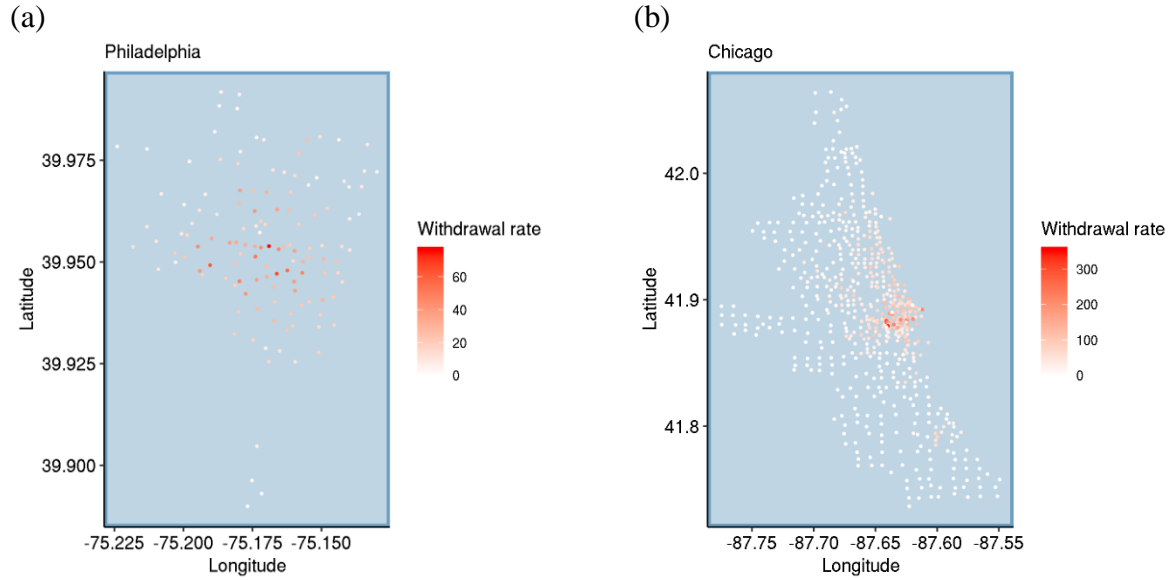 (a)
Philadelphia
39.975
39.950
39.925
39.900
Latitude
-75.225 -75.200 -75.175 -75.150
Longitude
Withdrawal rate
60
40
20
0
(b)
Chicago
42.0
41.9
41.8
Latitude
-87.75 -87.70 -87.65 -87.60 -87.55
Longitude
Withdrawal rate
300
200
100
0